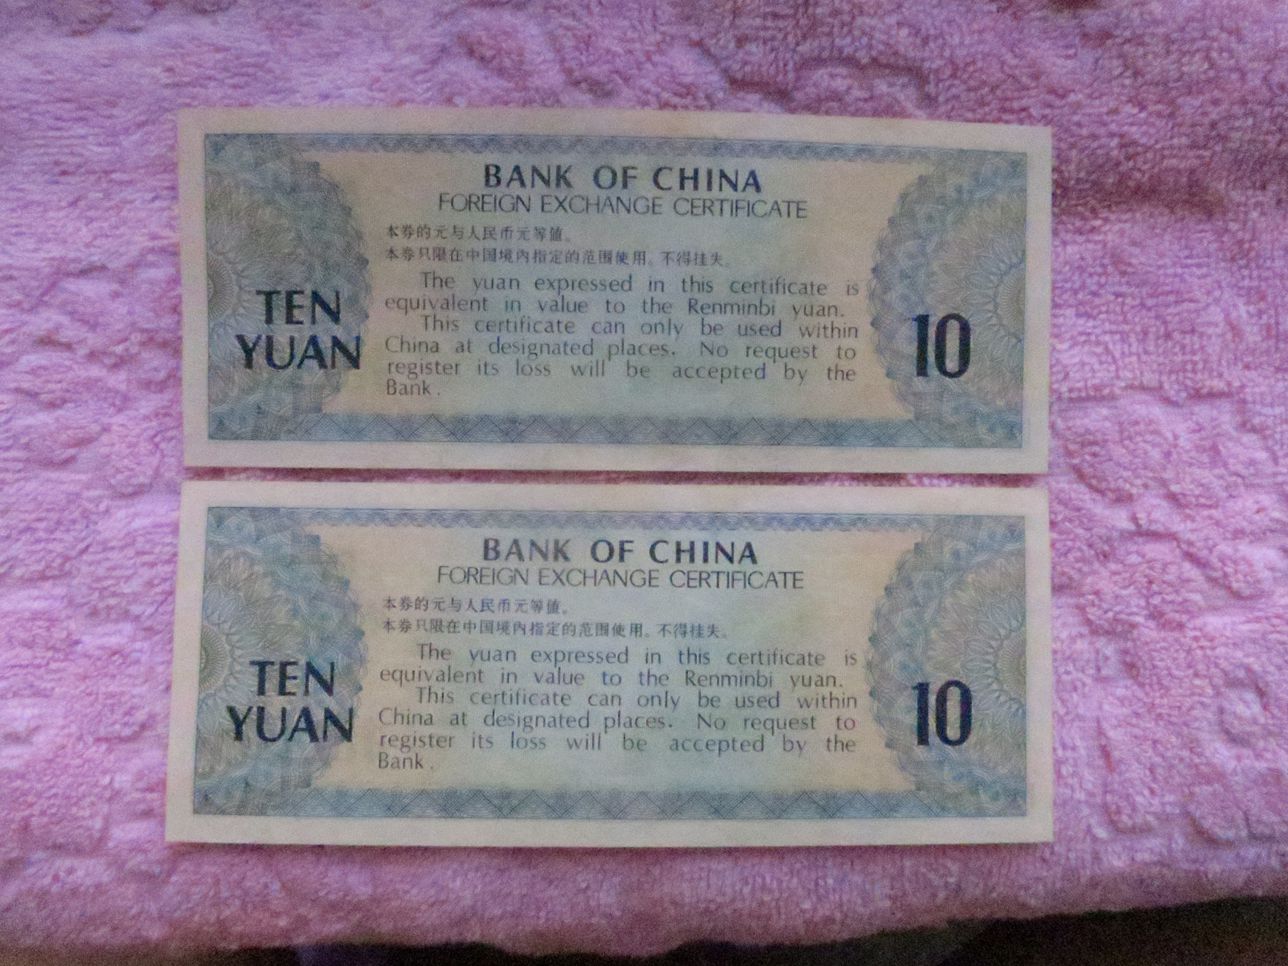 BANK OF CHINA
FOREIGN EXCHANGE CERTIFICATE
本券的元与人民币元等值。
本券只限在中国境内指定的范围使用。不得挂失。
The yuan expressed in this certificate is
equivalent in value to the Renminbi yuan.
This certificate can only be used within
China at designated places. No request to
register its loss will be accepted by the
Bank.
TEN
YUAN
10
BANK OF CHINA
FOREIGN EXCHANGE CERTIFICATE
本券的元与人民币元等值。
本券只限在中国境内指定的范围使用。不得挂失。
The yuan expressed in this certificate is
equivalent in value to the Renminbi yuan.
This certificate can only be used within
China at designated places. No request to
register its loss will be accepted by the
Bank.
TEN
YUAN
10